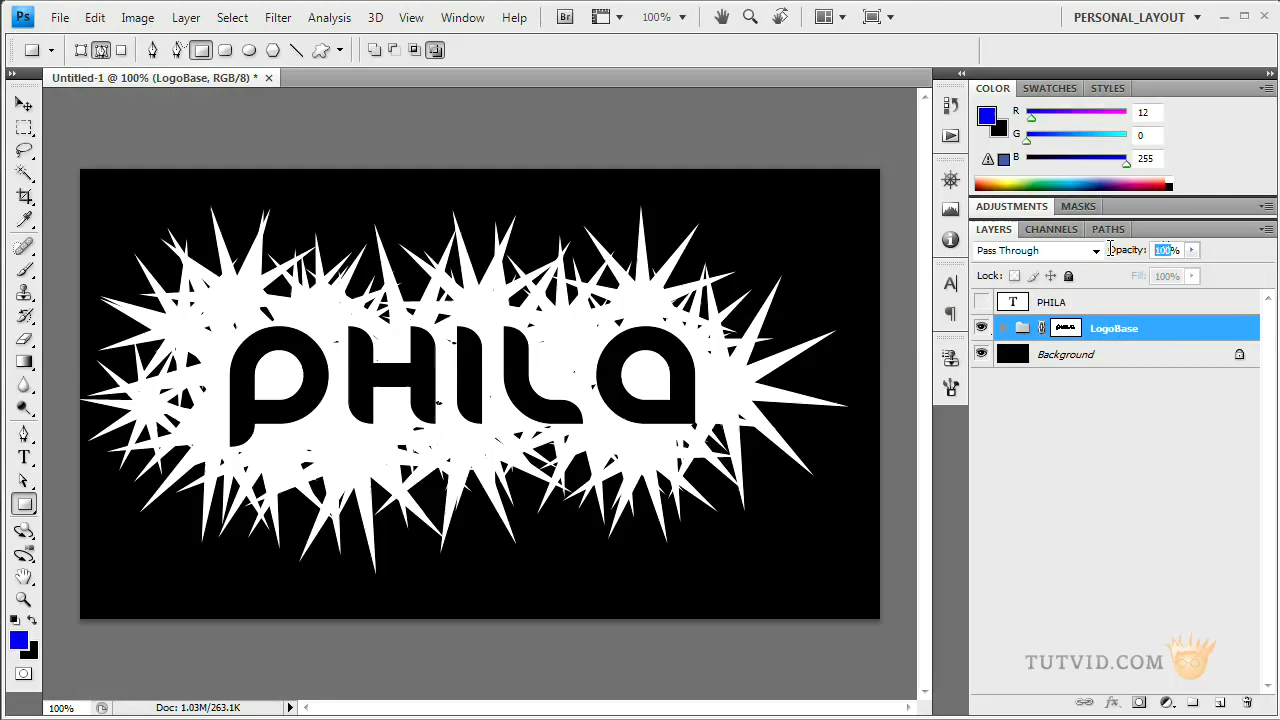 Ps File Edit Image Layer Select Filter Analysis 3D View Window Help Br 100% PERSONAL_LAYOUT
Untitled-1 @ 100% (LogoBase, RGB/8) *
COLOR SWATCHES STYLES
R 12
G 0
B 255
ADJUSTMENTS MASKS
LAYERS CHANNELS PATHS
Pass Through Opacity: 100%
Lock: Fill: 100%
T PHILA
LogoBase
Background
PHILA
A
T
TUTVID.COM
100% Doc: 1.03M/263.1K